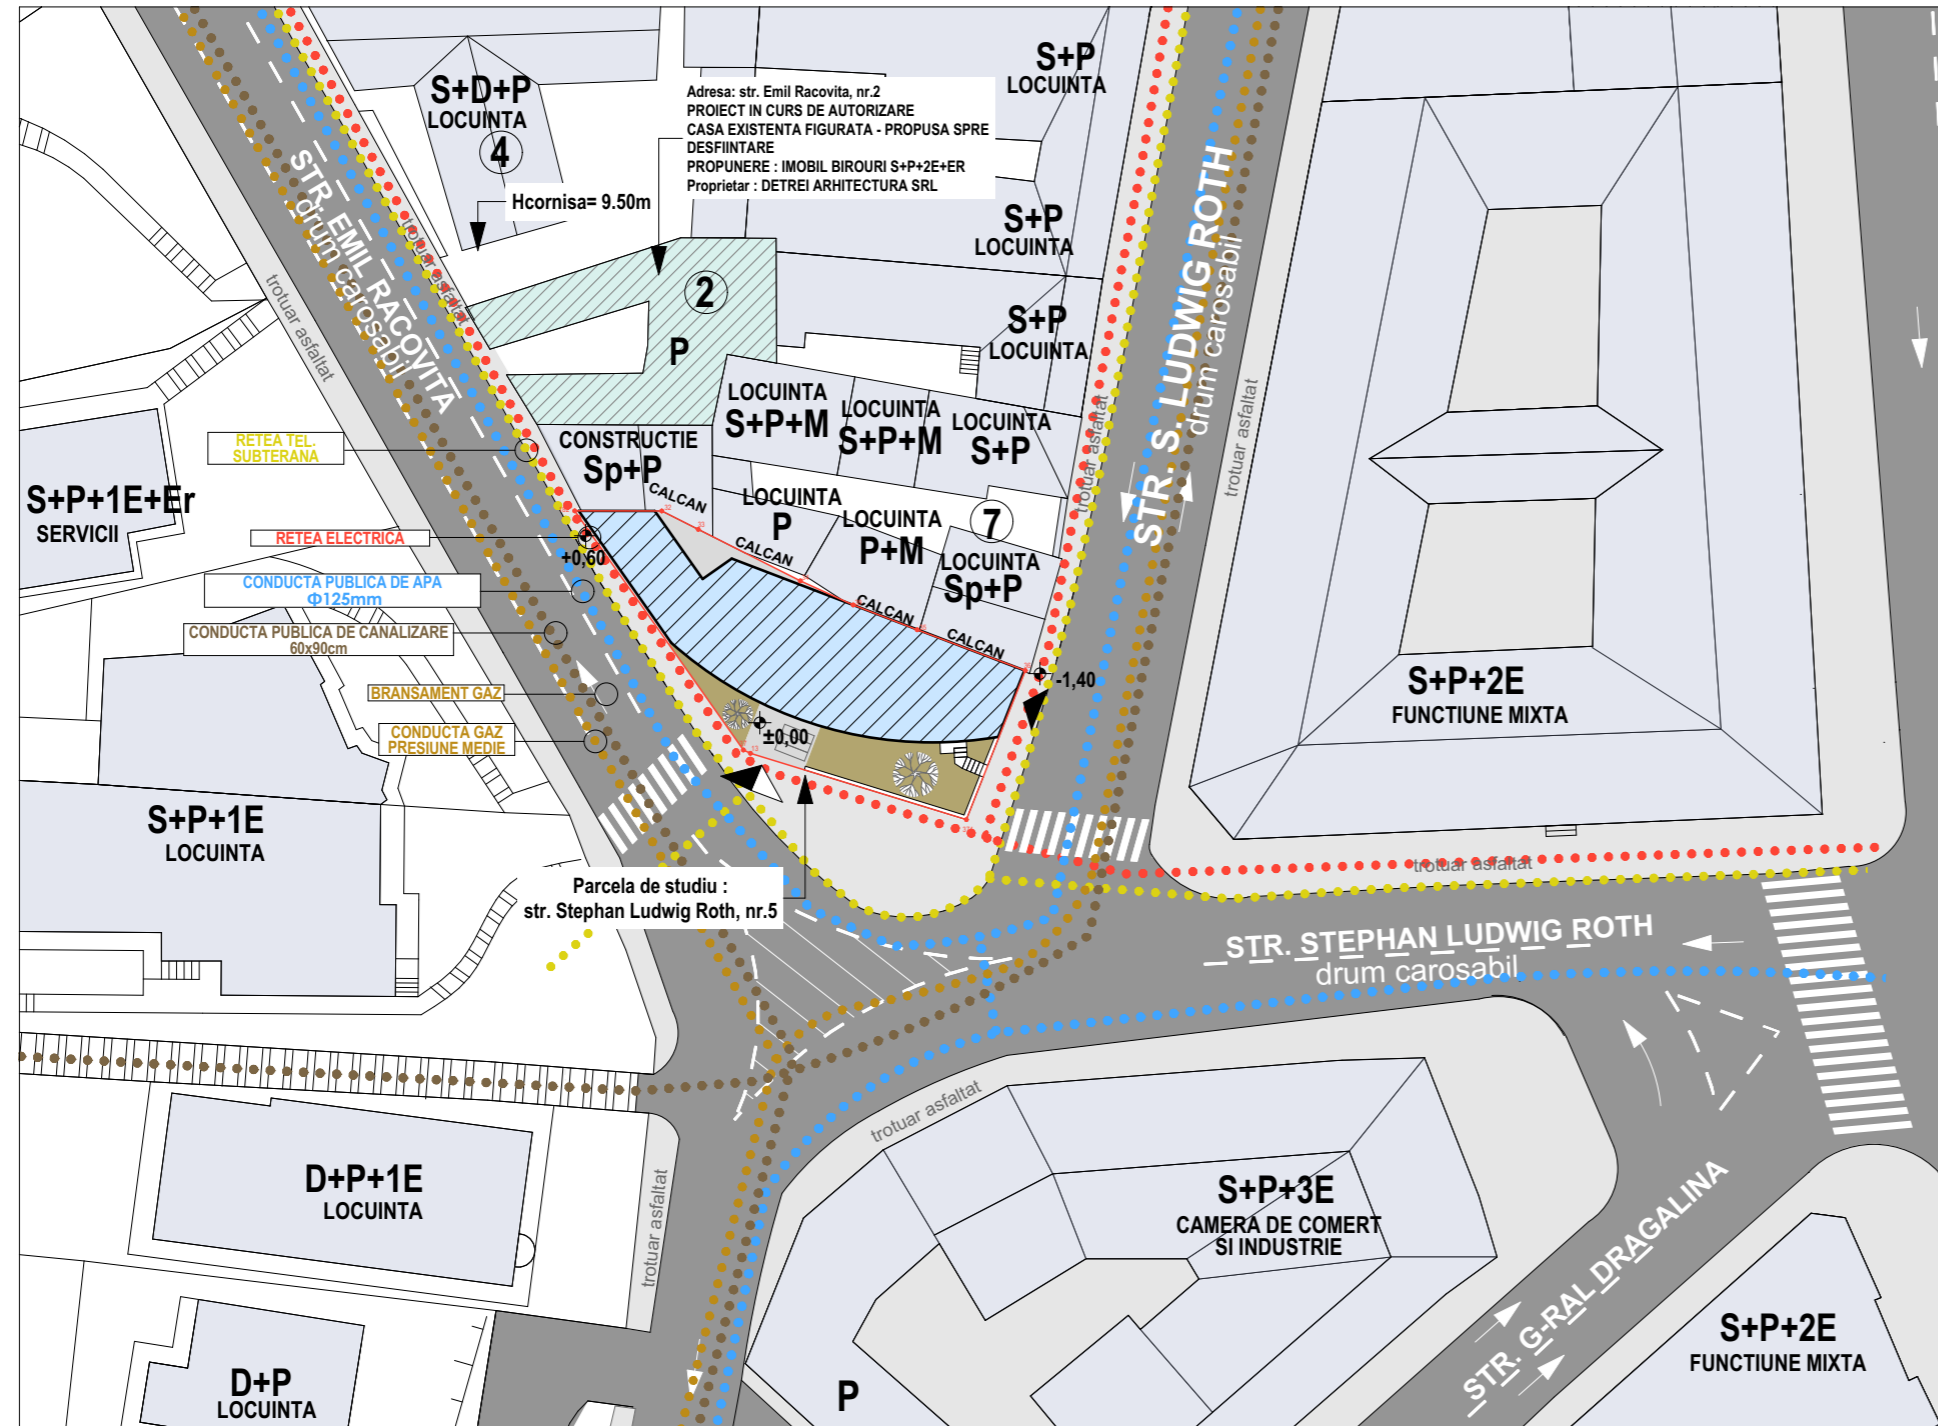 S+D+P
LOCUINTA
4
Hcornisa= 9.50m
Adresa: str. Emil Racovita, nr.2
PROIECT IN CURS DE AUTORIZARE
CASA EXISTENTA FIGURATA - PROPUSA SPRE
DESFIINTARE
PROPUNERE : IMOBIL BIROURI S+P+2E+ER
Proprietar : DETREI ARHITECTURA SRL
S+P
LOCUINTA
S+P
LOCUINTA
S+P
LOCUINTA
STR. EMIL RACOVITA
drum carosabil
trotuar asfaltat
trotuar asfaltat
STR. S. LUDWIG ROTH
drum carosabil
trotuar asfaltat
trotuar asfaltat
2
P
LOCUINTA
S+P+M
LOCUINTA
S+P+M
LOCUINTA
S+P
CONSTRUCTIE
Sp+P
CALCAN
LOCUINTA
P
LOCUINTA
P+M
7
LOCUINTA
Sp+P
CALCAN
CALCAN
CALCAN
32
33
+0,60
-1,40
±0,00
RETEA TEL.
SUBTERANA
RETEA ELECTRICA
CONDUCTA PUBLICA DE APA
Φ125mm
CONDUCTA PUBLICA DE CANALIZARE
60x90cm
BRANSAMENT GAZ
CONDUCTA GAZ
PRESIUNE MEDIE
S+P+1E+Er
SERVICII
S+P+1E
LOCUINTA
S+P+2E
FUNCTIUNE MIXTA
trotuar asfaltat
Parcela de studiu :
str. Stephan Ludwig Roth, nr.5
STR. STEPHAN LUDWIG ROTH
drum carosabil
trotuar asfaltat
trotuar asfaltat
D+P+1E
LOCUINTA
S+P+3E
CAMERA DE COMERT
SI INDUSTRIE
STR. G-RAL DRAGALINA
S+P+2E
FUNCTIUNE MIXTA
D+P
LOCUINTA
P